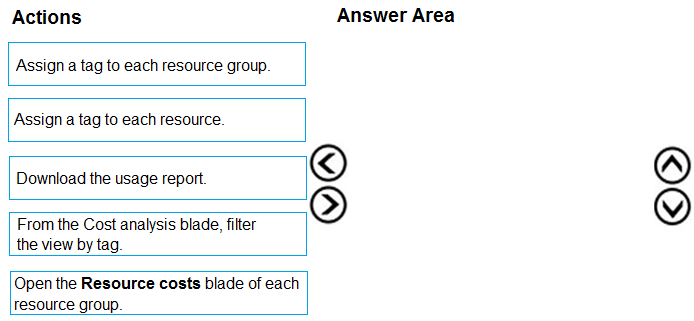 Actions
Answer Area
Assign a tag to each resource group.
Assign a tag to each resource.
Download the usage report.
From the Cost analysis blade, filter
the view by tag.
Open the Resource costs blade of each
resource group.